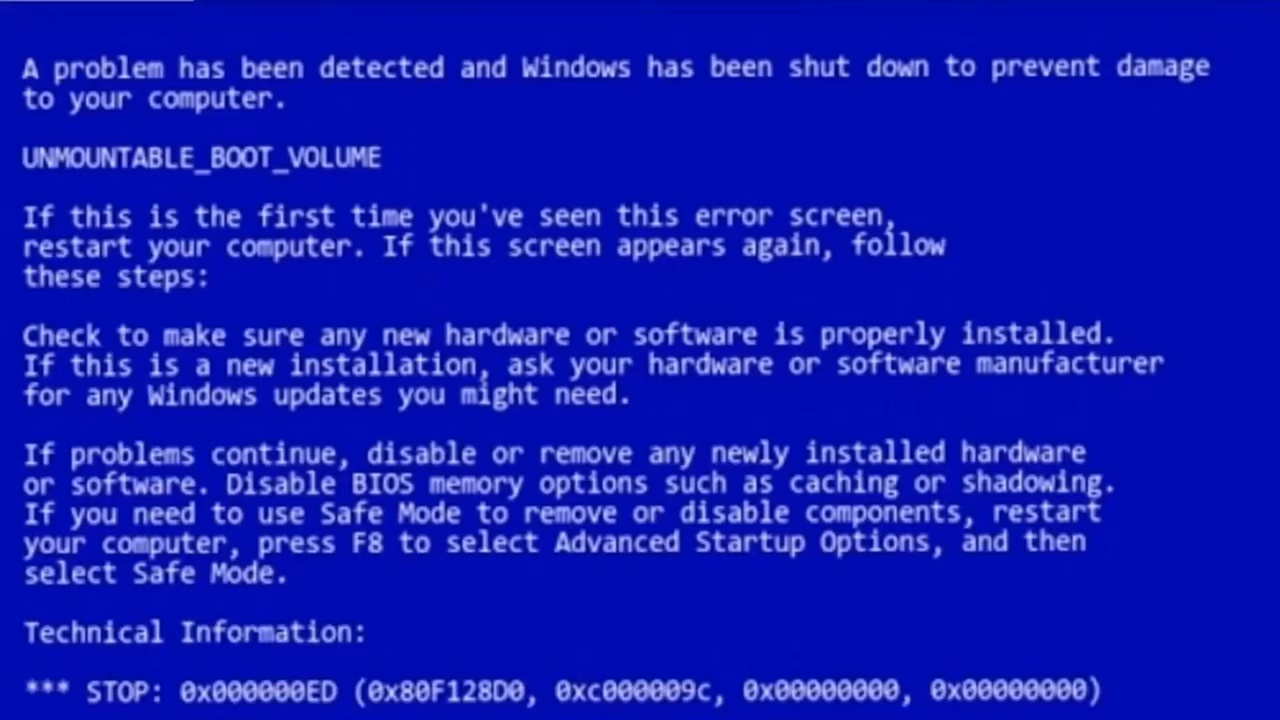 A problem has been detected and Windows has been shut down to prevent damage
to your computer.
UNMOUNTABLE_BOOT_VOLUME
If this is the first time you've seen this error screen,
restart your computer. If this screen appears again, follow
these steps:
Check to make sure any new hardware or software is properly installed.
If this is a new installation, ask your hardware or software manufacturer
for any Windows updates you might need.
If problems continue, disable or remove any newly installed hardware
or software. Disable BIOS memory options such as caching or shadowing.
If you need to use Safe Mode to remove or disable components, restart
your computer, press F8 to select Advanced Startup Options, and then
select Safe Mode.
Technical Information:
*** STOP: 0x000000ED (0x80F128D0, 0xc000009c, 0x00000000, 0x00000000)